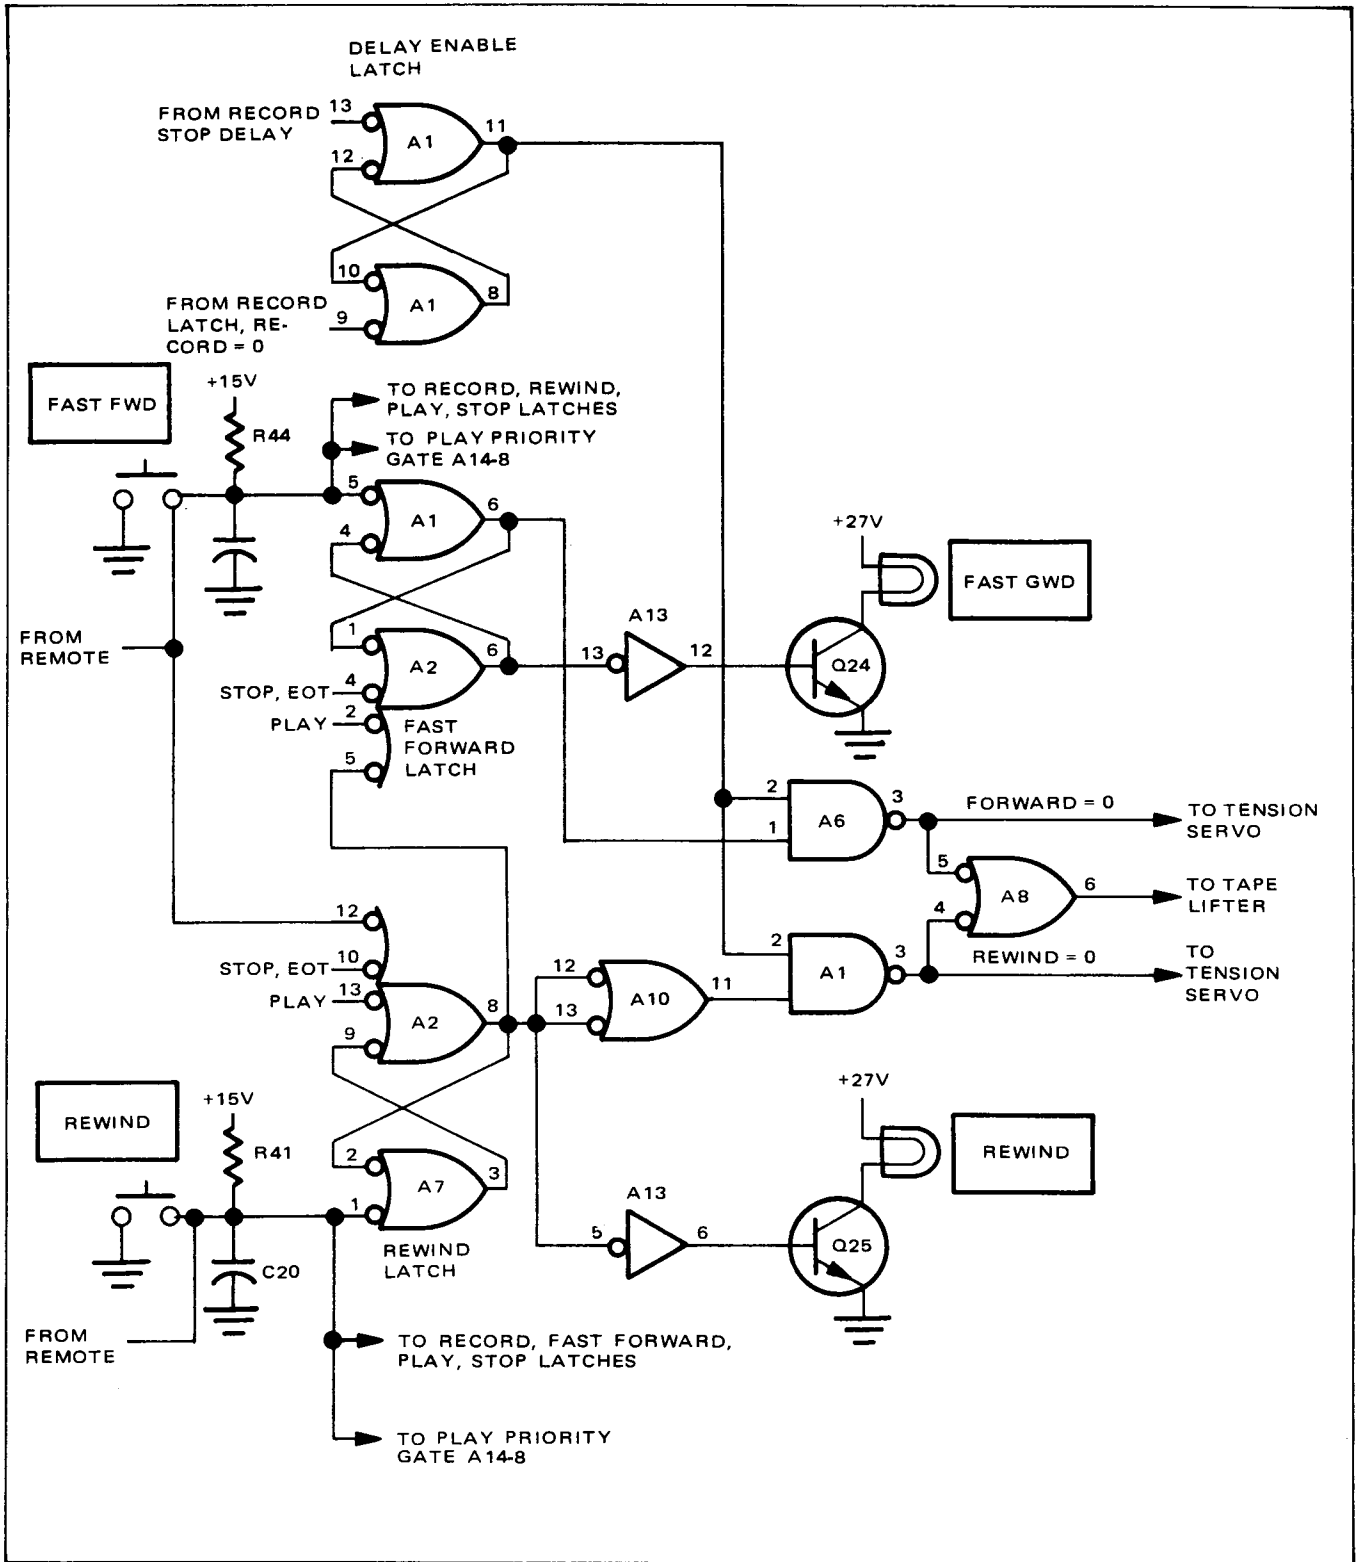 DELAY ENABLE
LATCH
FROM RECORD
STOP DELAY
13
12
A1
11
10
A1
8
FROM RECORD
LATCH, RE-
CORD = 0
9
FAST FWD
+15V
R44
TO RECORD, REWIND,
PLAY, STOP LATCHES
TO PLAY PRIORITY
GATE A14-8
5
A1
6
4
+27V
FAST GWD
FROM
REMOTE
1
A2
6
STOP, EOT
4
PLAY
2
FAST
FORWARD
LATCH
5
A13
13
12
Q24
2
A6
3
1
FORWARD = 0
TO TENSION
SERVO
5
A8
6
4
TO TAPE
LIFTER
12
STOP, EOT
10
PLAY
13
A2
8
9
12
A10
11
13
2
A1
3
REWIND = 0
TO
TENSION
SERVO
REWIND
+15V
R41
2
A7
3
1
REWIND
LATCH
C20
+27V
REWIND
A13
5
6
Q25
FROM
REMOTE
TO RECORD, FAST FORWARD,
PLAY, STOP LATCHES
TO PLAY PRIORITY
GATE A14-8